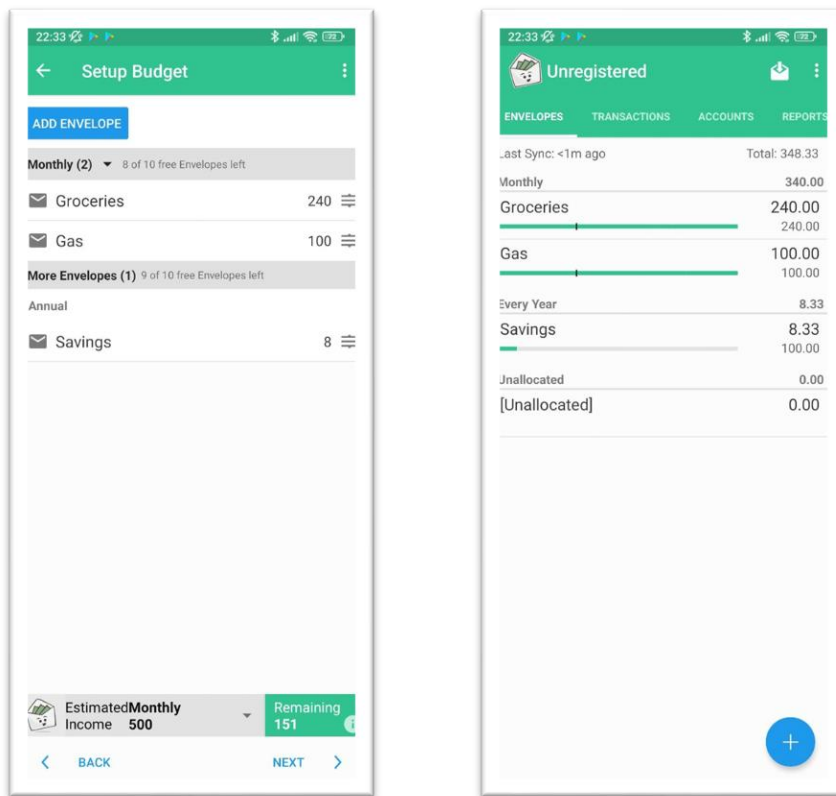 22:33
72
Setup Budget
ADD ENVELOPE
Monthly (2) 8 of 10 free Envelopes left
Groceries 240
Gas 100
More Envelopes (1) 9 of 10 free Envelopes left
Annual
Savings 8
EstimatedMonthly
Income 500
Remaining
151
BACK NEXT
22:33
72
Unregistered
ENVELOPES TRANSACTIONS ACCOUNTS REPORTS
Last Sync: <1m ago Total: 348.33
Monthly 340.00
Groceries 240.00
240.00
Gas 100.00
100.00
Every Year 8.33
Savings 8.33
100.00
Unallocated 0.00
[Unallocated] 0.00